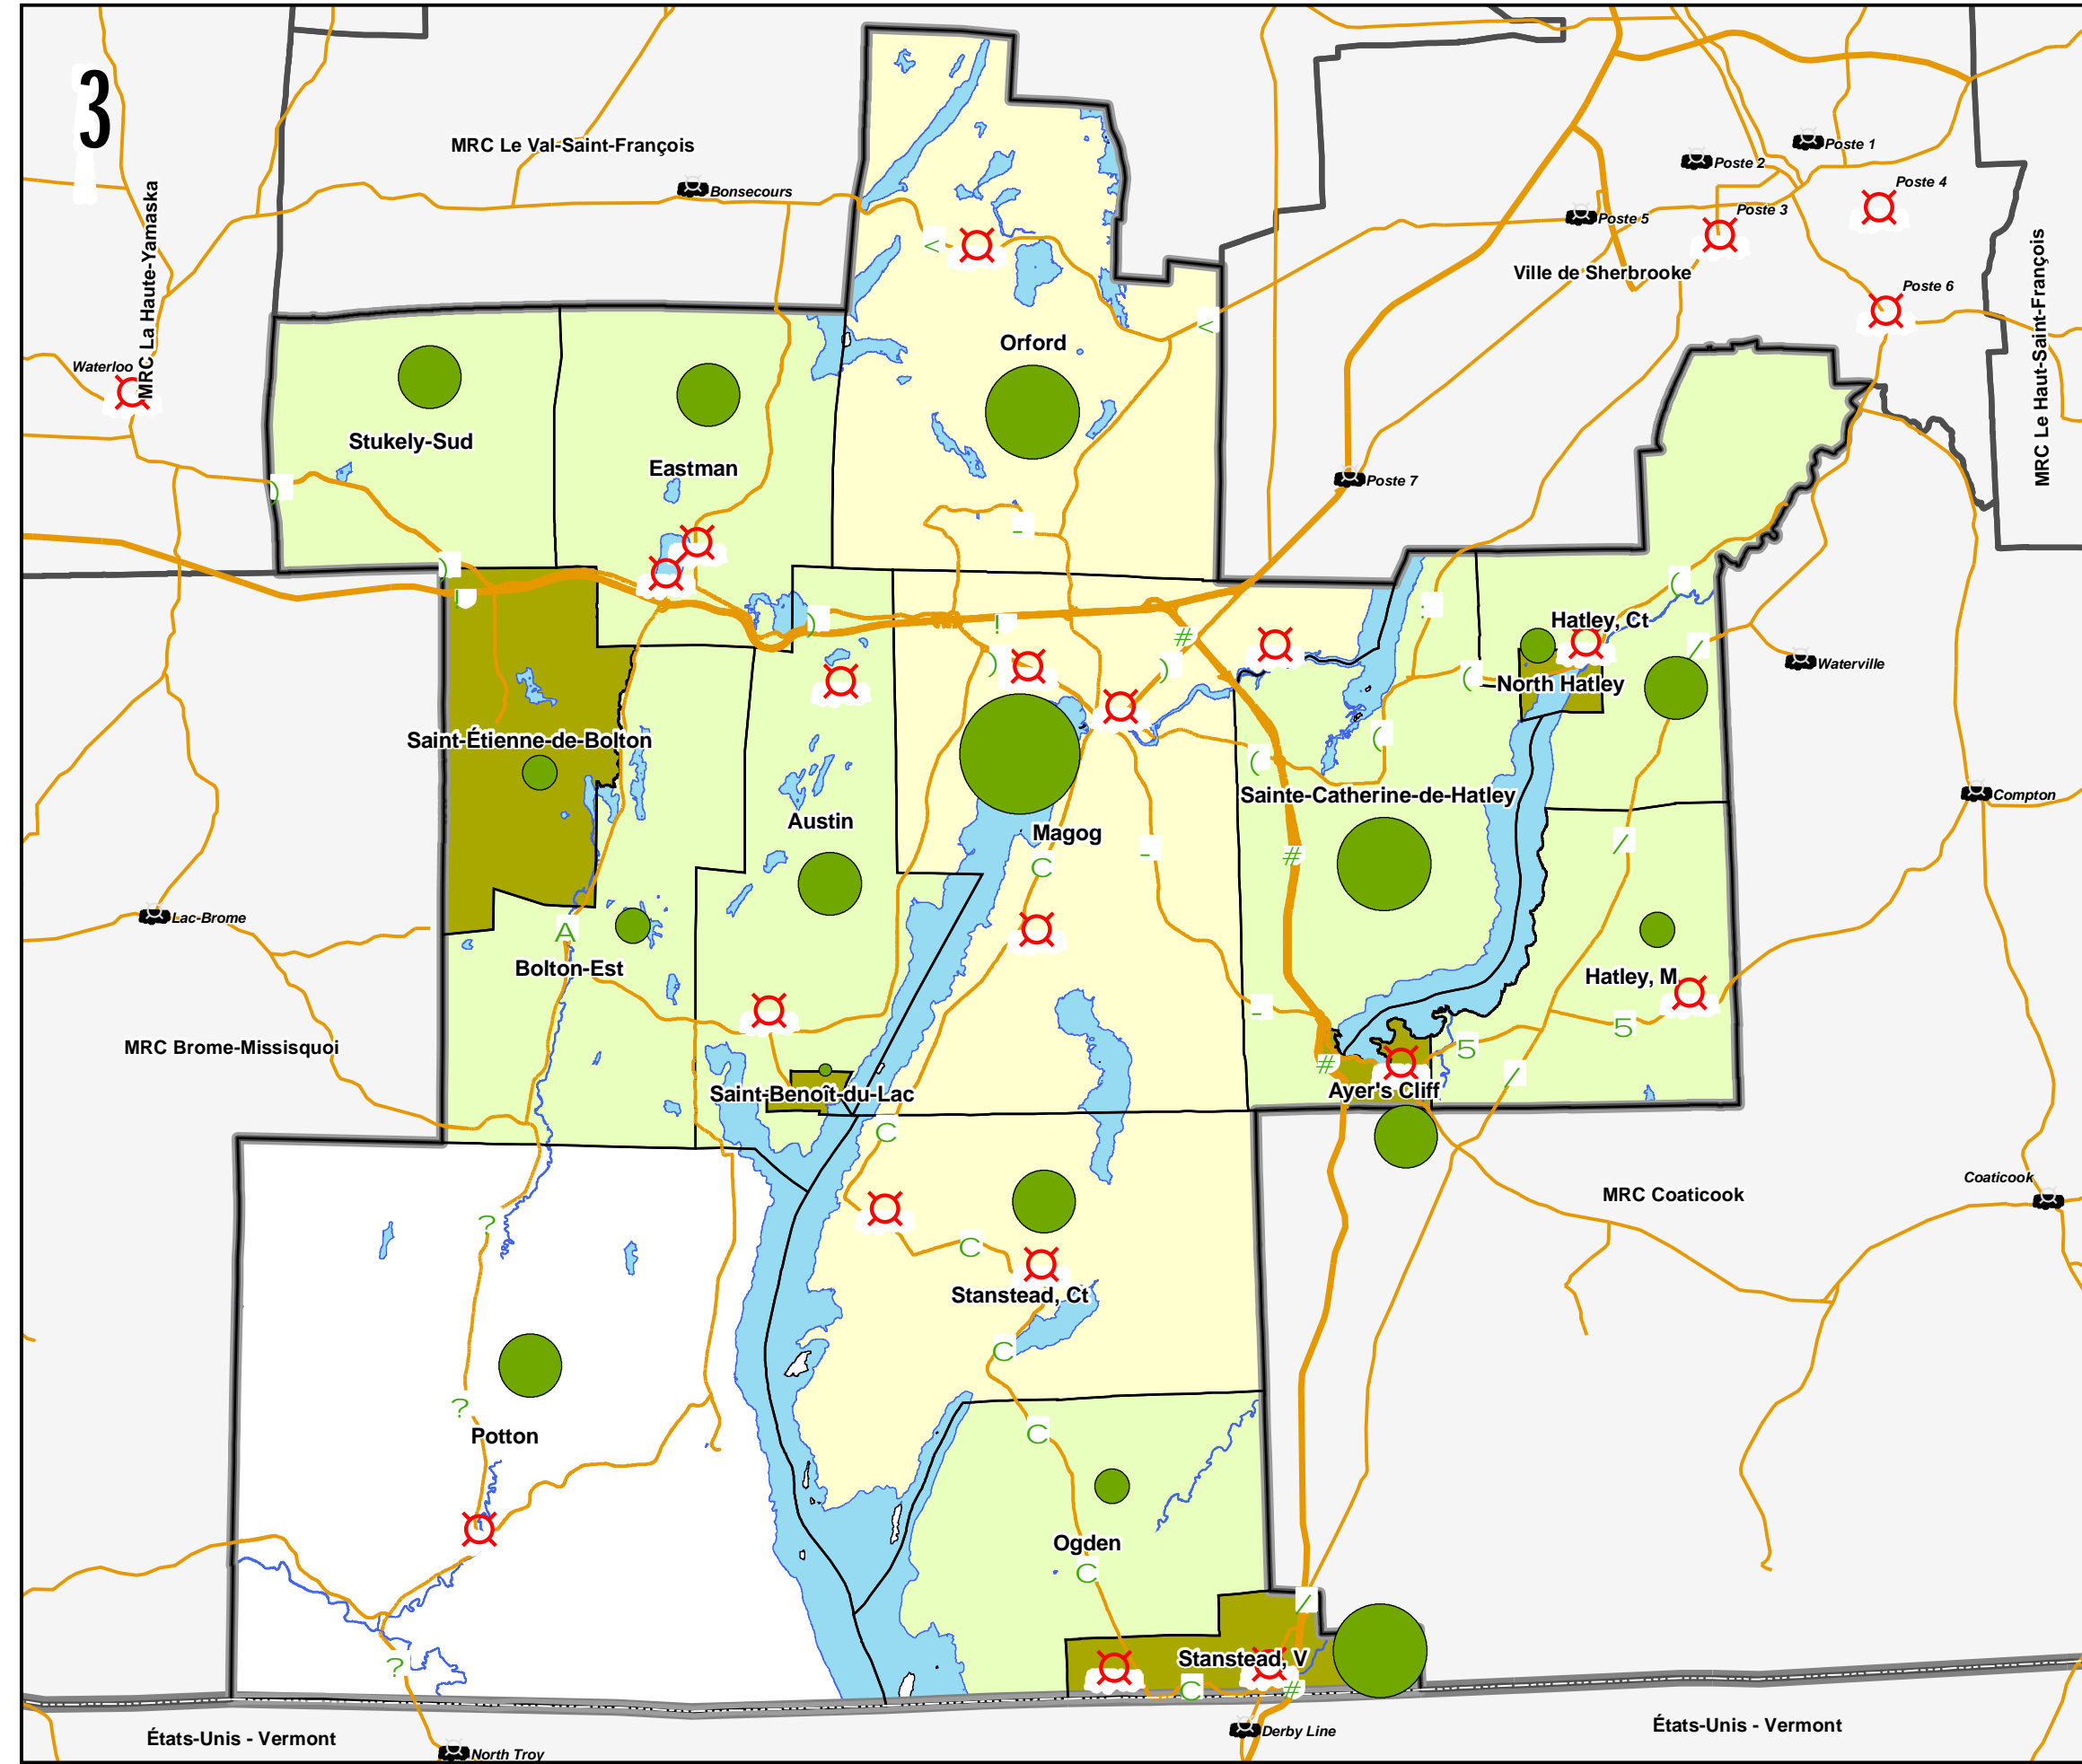 3
MRC Le Val-Saint-François
Bonsecours
Poste 1
Poste 2
Poste 4
Poste 3
Poste 5
Ville de Sherbrooke
Poste 6
MRC La Haute-Yamaska
MRC Le Haut-Saint-François
<
<
Waterloo
Orford
Stukely-Sud
Eastman
Poste 7
)
-
)
!
)
!
#
)
)
:
(
Hatley, Ct
/
Waterville
(
North Hatley
Saint-Étienne-de-Bolton
(
(
Sainte-Catherine-de-Hatley
Compton
Austin
Magog
C
-
#
/
Lac-Brome
A
Bolton-Est
Hatley, M
-
5
MRC Brome-Missisquoi
5
#
/
Saint-Benoît-du-Lac
Ayer's Cliff
C
Coaticook
MRC Coaticook
?
C
Stanstead, Ct
C
?
Potton
C
Ogden
C
/
?
Stanstead, V
C
#
États-Unis - Vermont
Derby Line
États-Unis - Vermont
North Troy